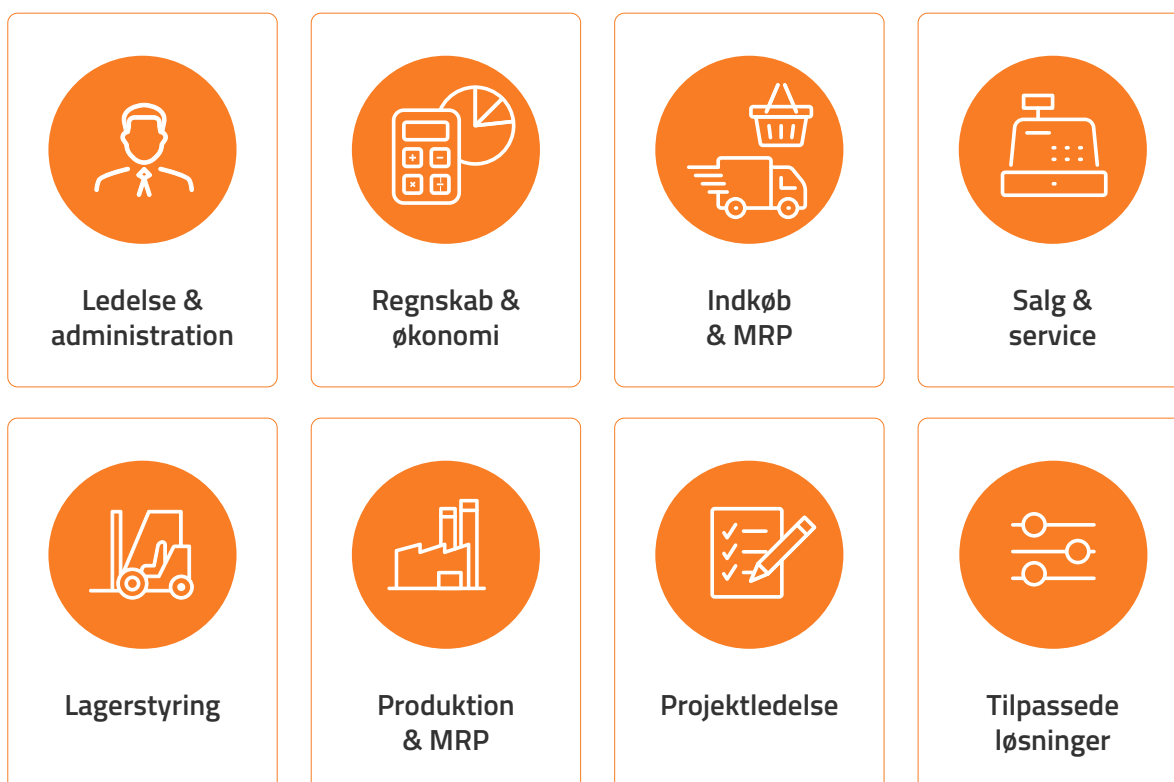 Ledelse &
administration
Regnskab &
økonomi
Indkøb
& MRP
Salg &
service
Lagerstyring
Produktion
& MRP
Projektledelse
Tilpassede
løsninger